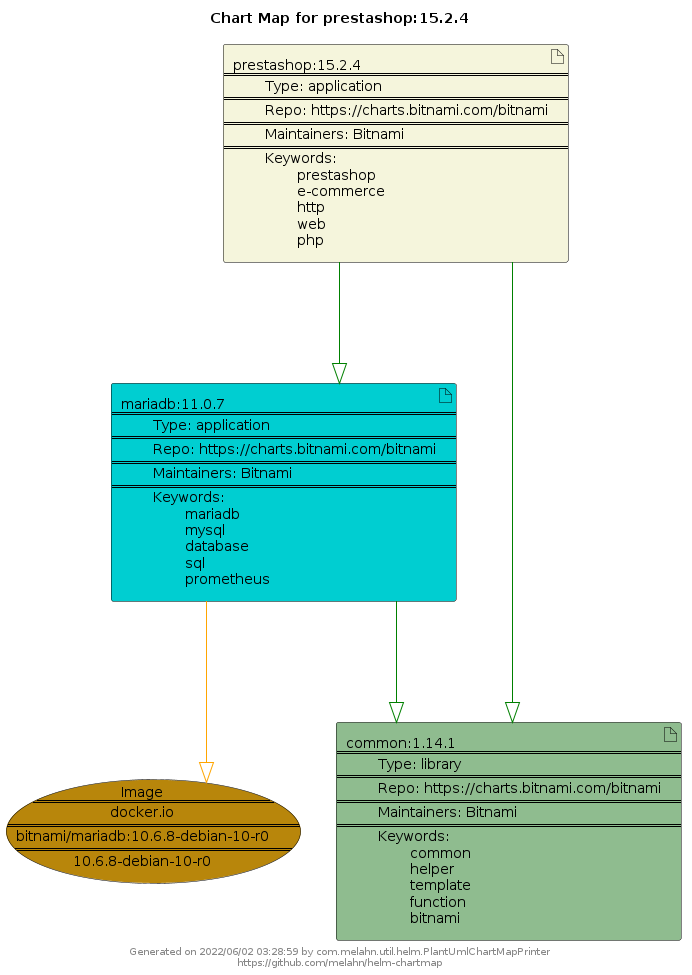 Chart Map for prestashop:15.2.4
prestashop:15.2.4
Type: application
Repo: https://charts.bitnami.com/bitnami
Maintainers: Bitnami
Keywords:
prestashop
e-commerce
http
web
php
mariadb:11.0.7
Type: application
Repo: https://charts.bitnami.com/bitnami
Maintainers: Bitnami
Keywords:
mariadb
mysql
database
sql
prometheus
common:1.14.1
Type: library
Repo: https://charts.bitnami.com/bitnami
Maintainers: Bitnami
Keywords:
common
helper
template
function
bitnami
Image
docker.io
bitnami/mariadb:10.6.8-debian-10-r0
10.6.8-debian-10-r0
Generated on 2022/06/02 03:28:59 by com.melahn.util.helm.PlantUmlChartMapPrinter
https://github.com/melahn/helm-chartmap